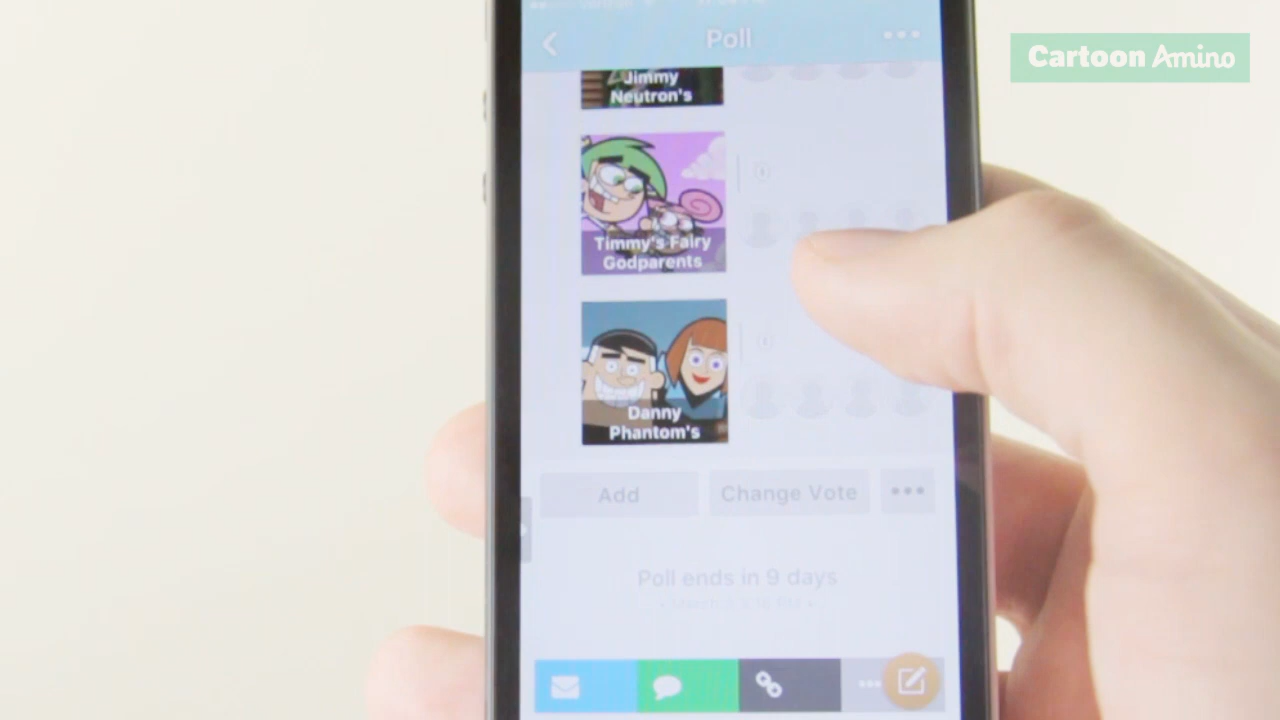 Poll
Cartoon Amino
Jimmy
Neutron's
Timmy's Fairy
Godparents
Danny
Phantom's
Add
Change Vote
Poll ends in 9 days